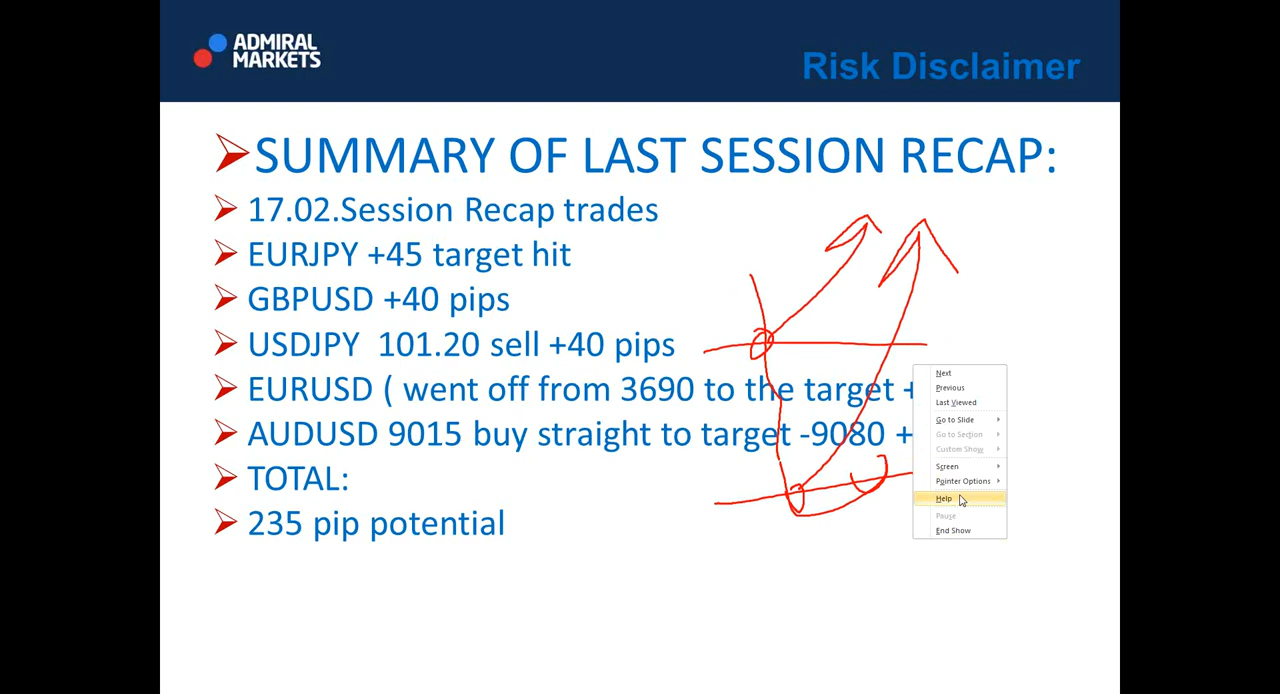 ADMIRAL
MARKETS
Risk Disclaimer
SUMMARY OF LAST SESSION RECAP:
17.02.Session Recap trades
EURJPY +45 target hit
GBPUSD +40 pips
USDJPY 101.20 sell +40 pips
EURUSD ( went off from 3690 to the target +
AUDUSD 9015 buy straight to target -9080 +
TOTAL:
235 pip potential
Next
Previous
Last Viewed
Go to Slide
Go to Section
Custom Show
Screen
Pointer Options
Help
Pause
End Show